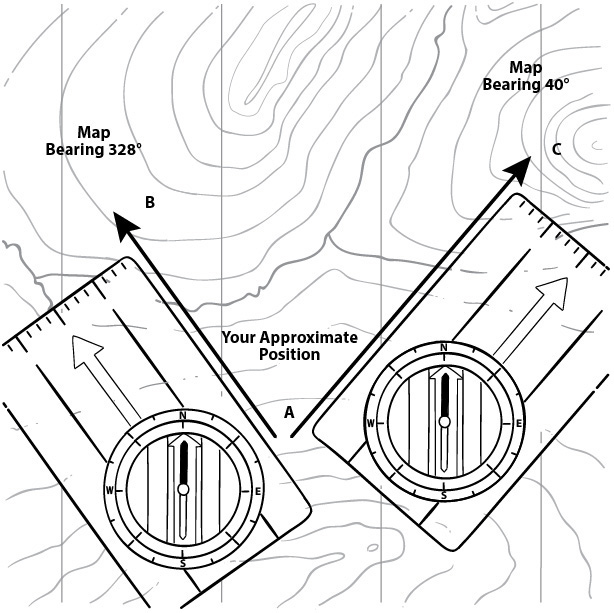 Map
Bearing 40°
Map
Bearing 328°
C
B
Your Approximate
Position
A
N
W
E
S
N
W
E
S